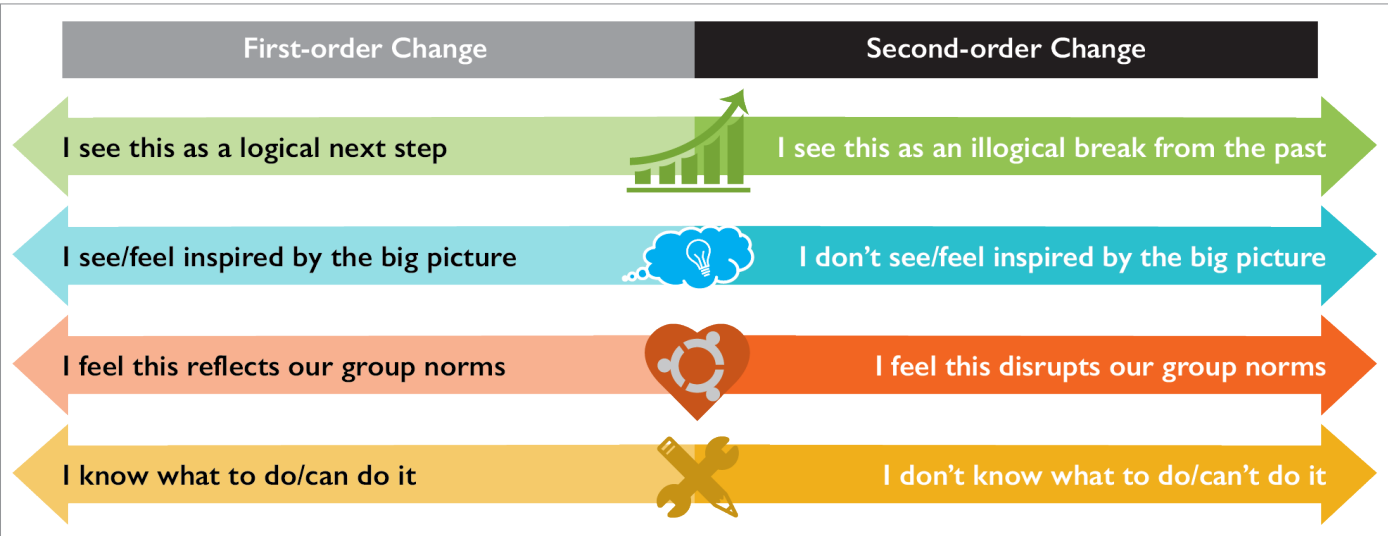 First-order Change
Second-order Change
I see this as a logical next step
I see this as an illogical break from the past
I see/feel inspired by the big picture
I don't see/feel inspired by the big picture
I feel this reflects our group norms
I feel this disrupts our group norms
I know what to do/can do it
I don't know what to do/can't do it